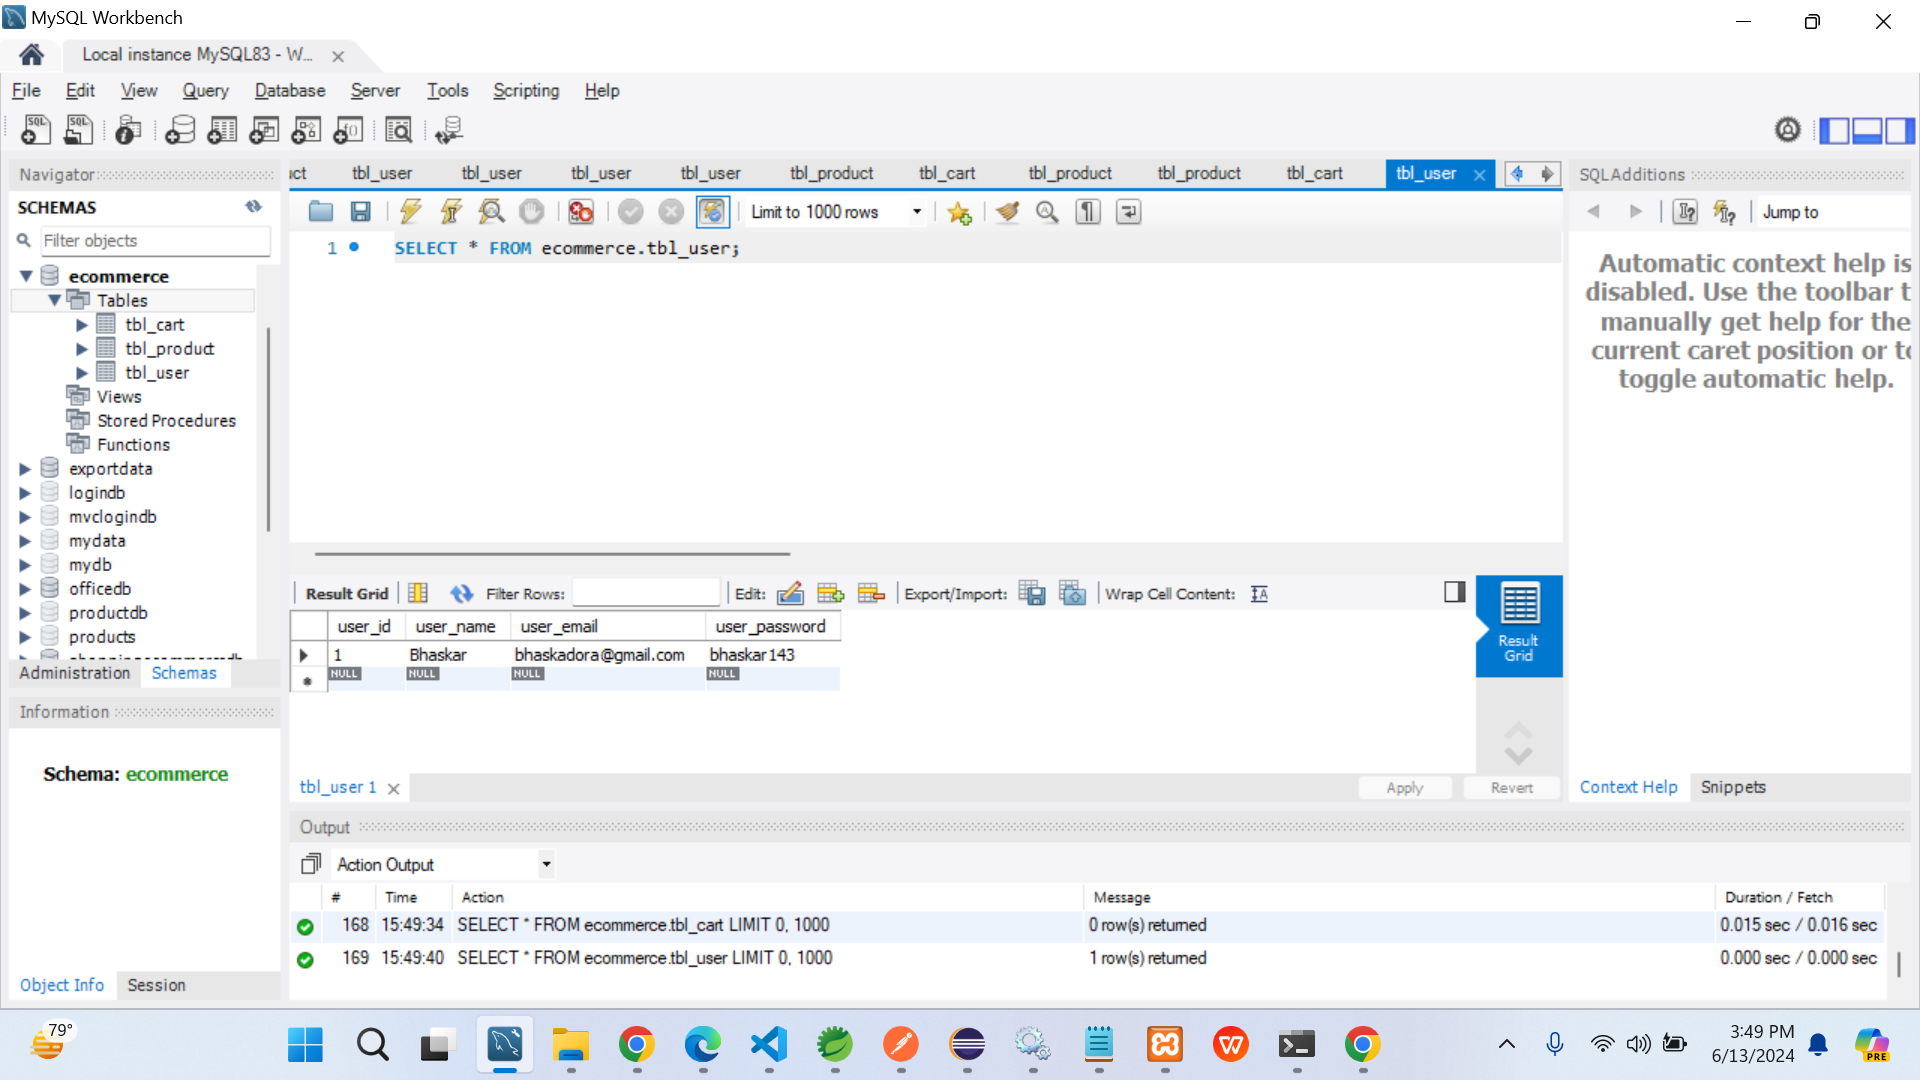 MySQL Workbench
Local instance MySQL83 - W...
File Edit View Query Database Server Tools Scripting Help
Navigator
SCHEMAS
Filter objects
ecommerce
Tables
tbl_cart
tbl_product
tbl_user
Views
Stored Procedures
Functions
exportdata
logindb
mvclogindb
mydata
mydb
officedb
productdb
products
Administration Schemas
Information
Schema: ecommerce
Object Info Session
uct tbl_user tbl_user tbl_user tbl_user tbl_product tbl_cart tbl_product tbl_product tbl_cart tbl_user
Limit to 1000 rows
1 SELECT * FROM ecommerce.tbl_user;
Result Grid Filter Rows: Edit: Export/Import: Wrap Cell Content:
user_id user_name user_email user_password
1 Bhaskar bhaskadora@gmail.com bhaskar143
NULL NULL NULL NULL
Result
Grid
tbl_user 1 Apply Revert
SQLAdditions
Jump to
Automatic context help is
disabled. Use the toolbar t
manually get help for the
current caret position or to
toggle automatic help.
Context Help Snippets
Output
Action Output
# Time Action Message Duration / Fetch
168 15:49:34 SELECT * FROM ecommerce.tbl_cart LIMIT 0, 1000 0 row(s) returned 0.015 sec / 0.016 sec
169 15:49:40 SELECT * FROM ecommerce.tbl_user LIMIT 0, 1000 1 row(s) returned 0.000 sec / 0.000 sec
79°
3:49 PM
6/13/2024
PRE